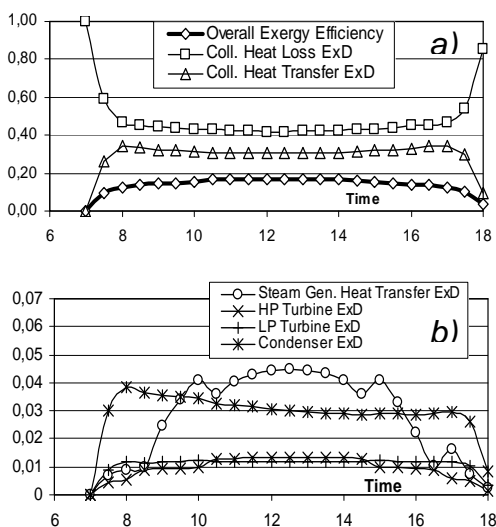 1,00
0,80
0,60
0,40
0,20
0,00
Overall Exergy Efficiency
Coll. Heat Loss ExD
Coll. Heat Transfer ExD
a)
Time
6 8 10 12 14 16 18
0,07
0,06
0,05
0,04
0,03
0,02
0,01
0
Steam Gen. Heat Transfer ExD
HP Turbine ExD
LP Turbine ExD
Condenser ExD
b)
Time
6 8 10 12 14 16 18